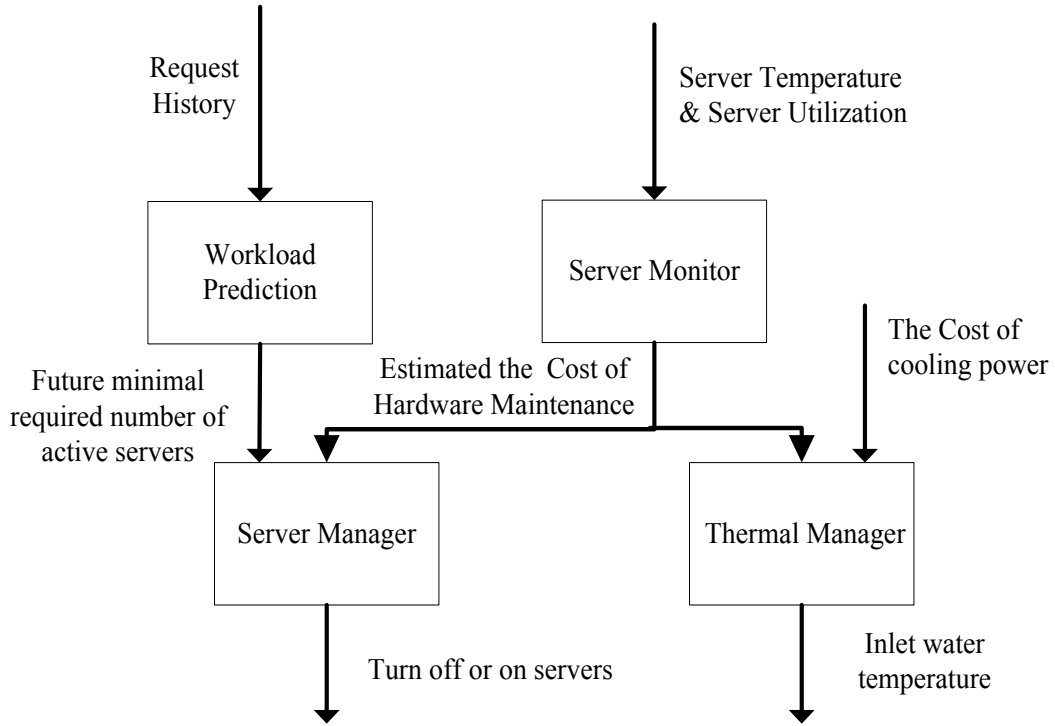 Request
History
Server Temperature
& Server Utilization
Workload
Prediction
Server Monitor
The Cost of
cooling power
Estimated the Cost of
Hardware Maintenance
Future minimal
required number of
active servers
Server Manager
Thermal Manager
Turn off or on servers
Inlet water
temperature